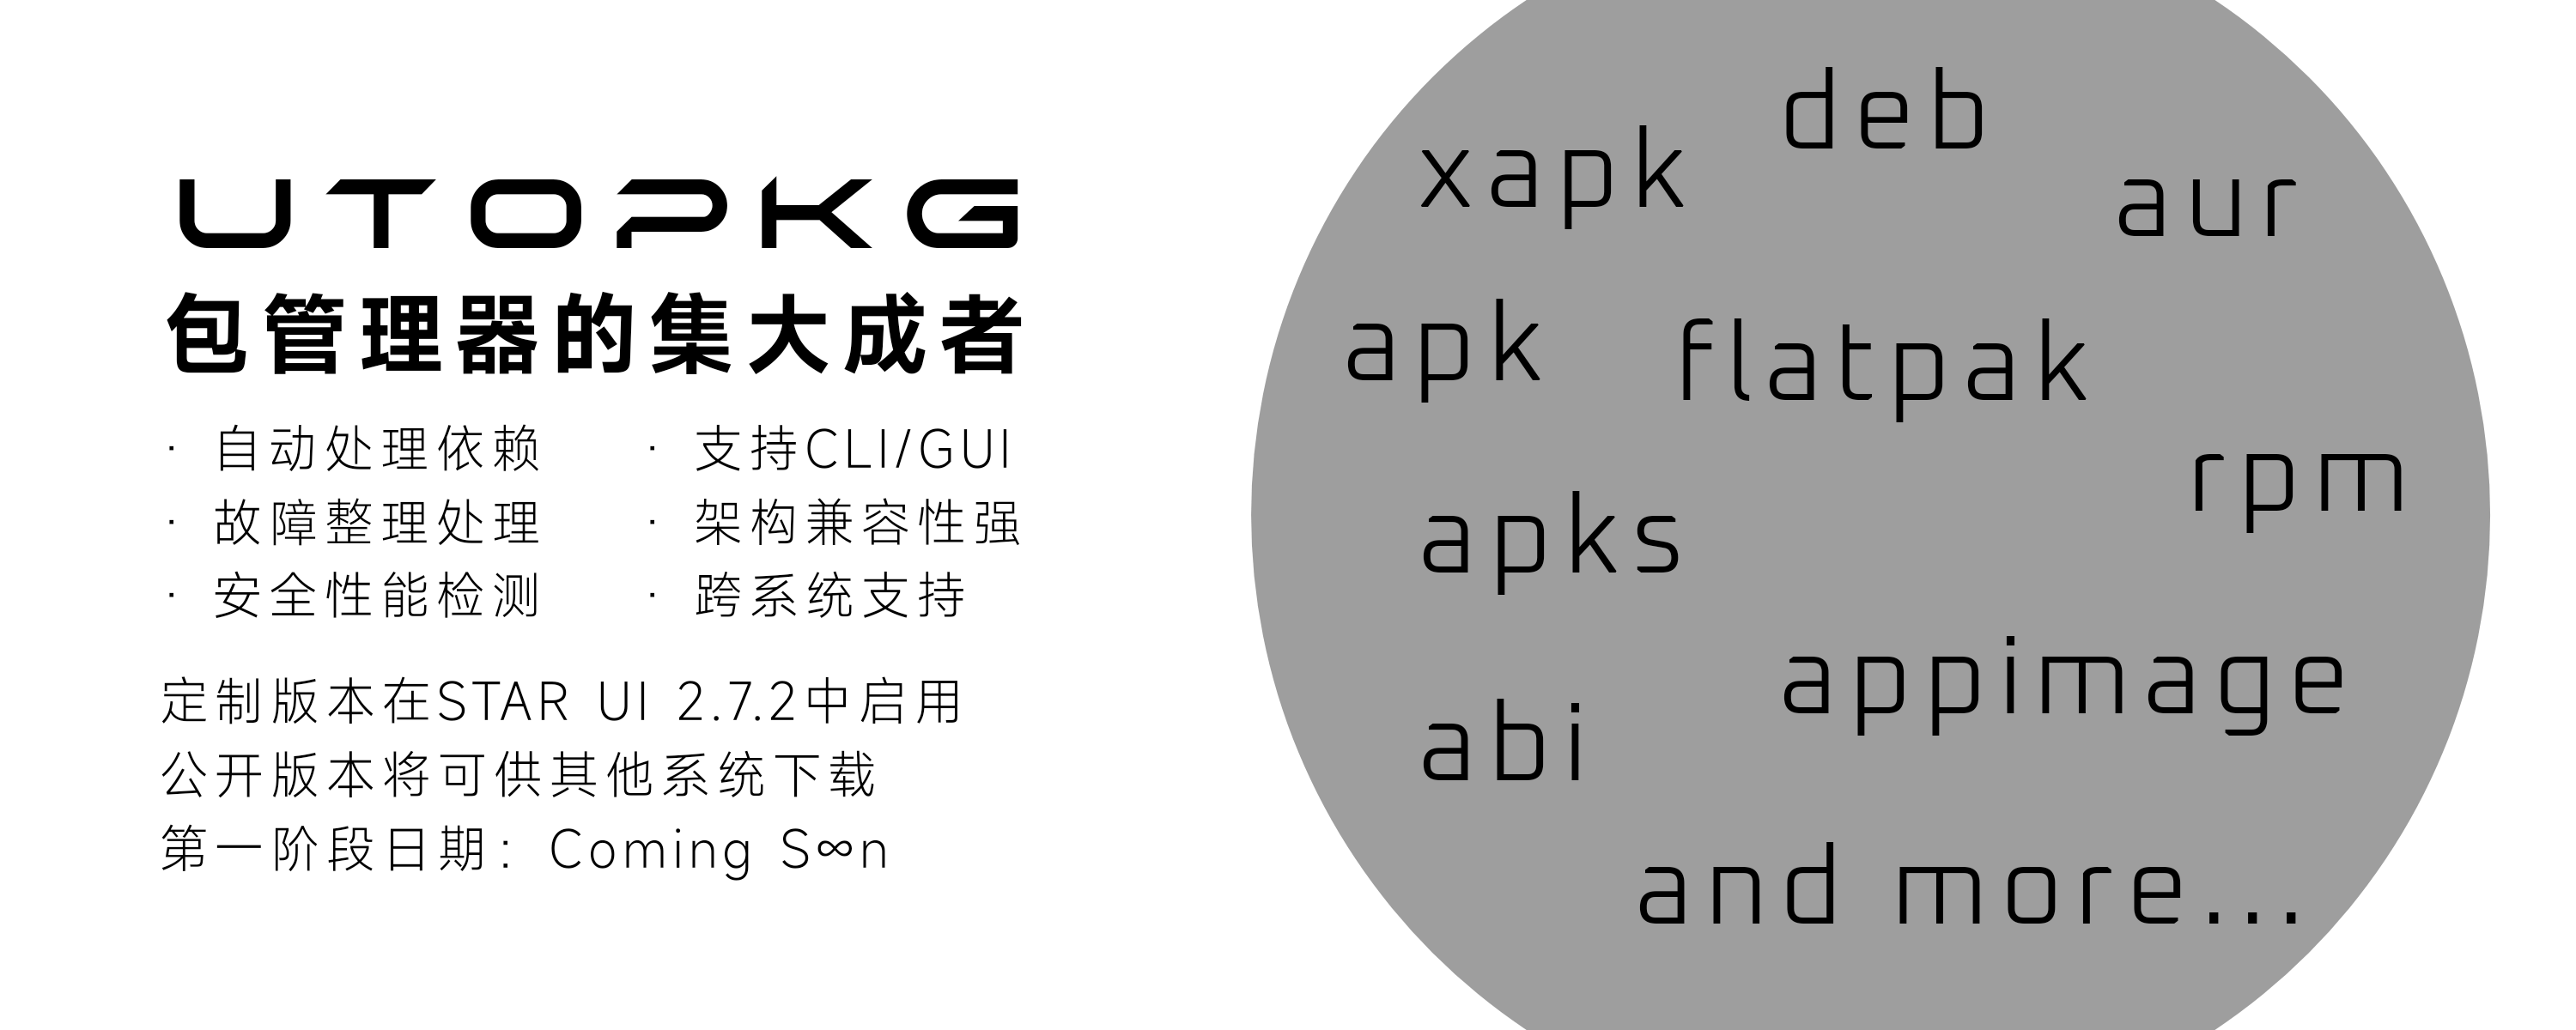 UTOPKG
包管理器的集大成者
· 自动处理依赖
· 支持CLI/GUI
· 故障整理处理
· 架构兼容性强
· 安全性能检测
· 跨系统支持
定制版本在STAR UI 2.7.2中启用
公开版本将可供其他系统下载
第一阶段日期：Coming S∞n
deb
xapk
aur
apk
flatpak
rpm
apks
appimage
abi
and more...